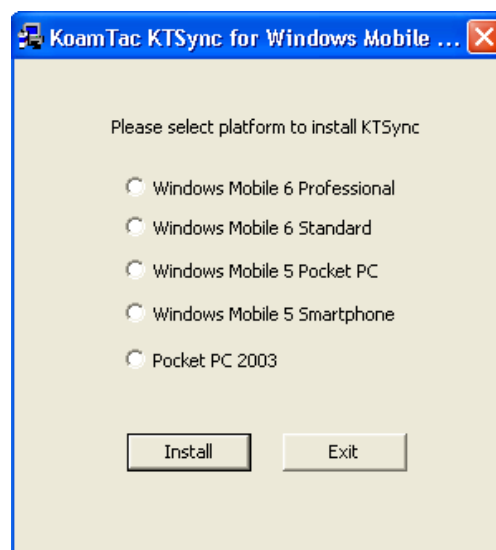 KoamTac KTSync for Windows Mobile ...
Please select platform to install KTSync
Windows Mobile 6 Professional
Windows Mobile 6 Standard
Windows Mobile 5 Pocket PC
Windows Mobile 5 Smartphone
Pocket PC 2003
Install Exit